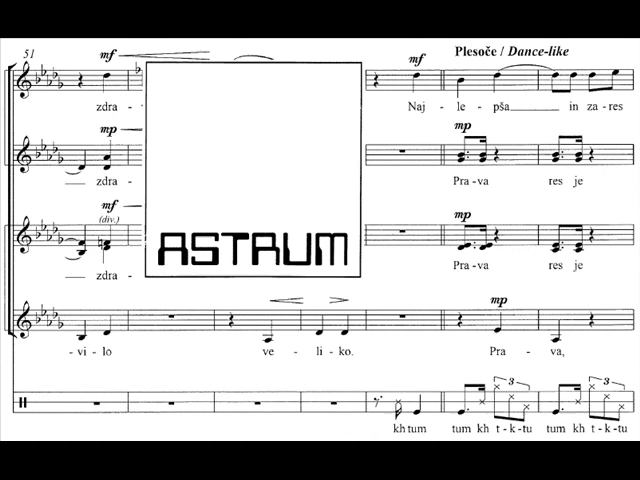 51
mf
mf
Plesoče / Dance-like
zdra-
Naj - le - pša in za - res
mp
mp
zdra-
Pra - va res je
mf
(div.)
mp
zdra-
Pra - va res je
ASTRUM
mp
- vi - lo ve - li - ko. Pra - va,
3 3
kh tum tum kh t - k - tu tum kh t - k - tu